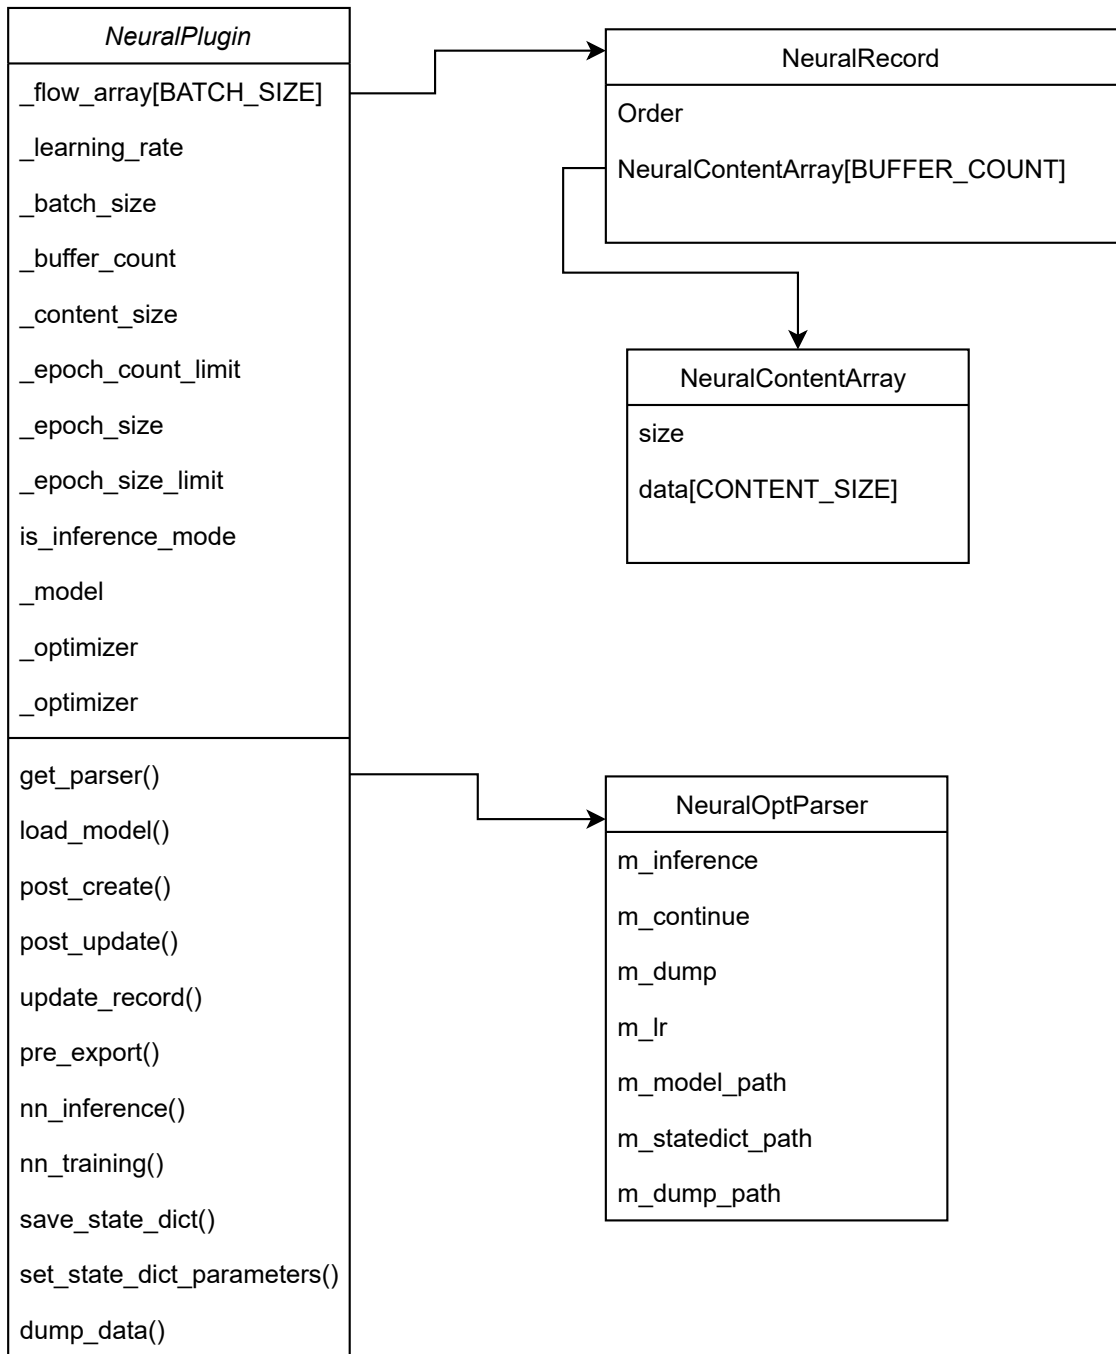 NeuralPlugin
_flow_array[BATCH_SIZE]
_learning_rate
_batch_size
_buffer_count
_content_size
_epoch_count_limit
_epoch_size
_epoch_size_limit
is_inference_mode
_model
_optimizer
_optimizer
get_parser()
load_model()
post_create()
post_update()
update_record()
pre_export()
nn_inference()
nn_training()
save_state_dict()
set_state_dict_parameters()
dump_data()
NeuralRecord
Order
NeuralContentArray[BUFFER_COUNT]
NeuralContentArray
size
data[CONTENT_SIZE]
NeuralOptParser
m_inference
m_continue
m_dump
m_lr
m_model_path
m_statedict_path
m_dump_path